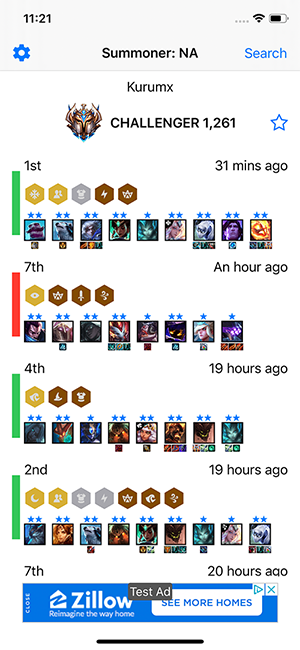 11:21
Summoner: NA
Search
Kurumx
CHALLENGER 1,261
1st
31 mins ago
7th
An hour ago
4th
19 hours ago
2nd
19 hours ago
7th
20 hours ago
Test Ad
CLOSE
Zillow
Reimagine the way home
SEE MORE HOMES